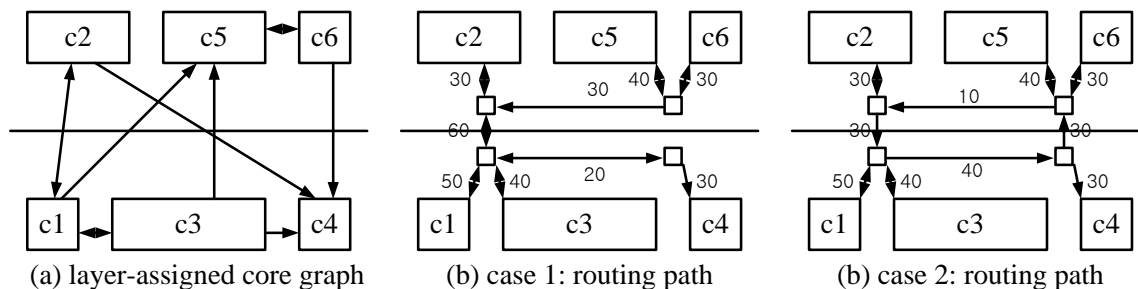 c2 c5 c6 c2 c5 c6 c2 c5 c6
30 40 30 30 40 30
30 10
60 30 30
20 40
50 40 30 50 40 30
c1 c3 c4 c1 c3 c4 c1 c3 c4
(a) layer-assigned core graph (b) case 1: routing path (b) case 2: routing path